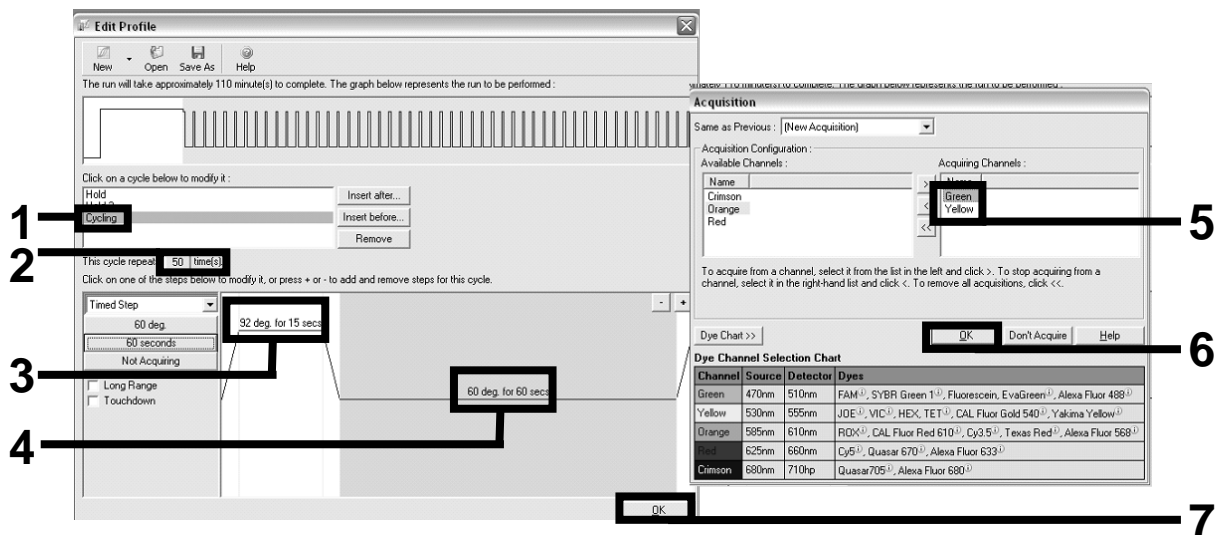 Edit Profile
New Open Save As Help
The run will take approximately 110 minute(s) to complete. The graph below represents the run to be performed :
Click on a cycle below to modify it :
Hold
Cycling
Insert after...
Insert before...
Remove
This cycle repeats 50 time(s).
Click on one of the steps below to modify it, or press + or - to add and remove steps for this cycle.
Timed Step
60 deg.
60 seconds
Not Acquiring
Long Range
Touchdown
92 deg. for 15 secs
60 deg. for 60 secs
- +
OK
1
2
3
4
Acquisition
Same as Previous : (New Acquisition)
Acquisition Configuration :
Available Channels : Acquiring Channels :
Name Name
Crimson
Orange
Red
>
<
<<
Green
Yellow
To acquire from a channel, select it from the list in the left and click >. To stop acquiring from a
channel, select it in the right-hand list and click <. To remove all acquisitions, click <<.
Dye Chart >> OK Don't Acquire Help
Dye Channel Selection Chart
Channel Source Detector Dyes
Green 470nm 510nm FAM, SYBR Green 1, Fluorescein, EvaGreen, Alexa Fluor 488
Yellow 530nm 555nm JOE, VIC, HEX, TET, CAL Fluor Gold 540, Yakima Yellow
Orange 585nm 610nm ROX, CAL Fluor Red 610, Cy3.5, Texas Red, Alexa Fluor 568
Red 625nm 660nm Cy5, Quasar 670, Alexa Fluor 633
Crimson 680nm 710hp Quasar705, Alexa Fluor 680
5
6
7